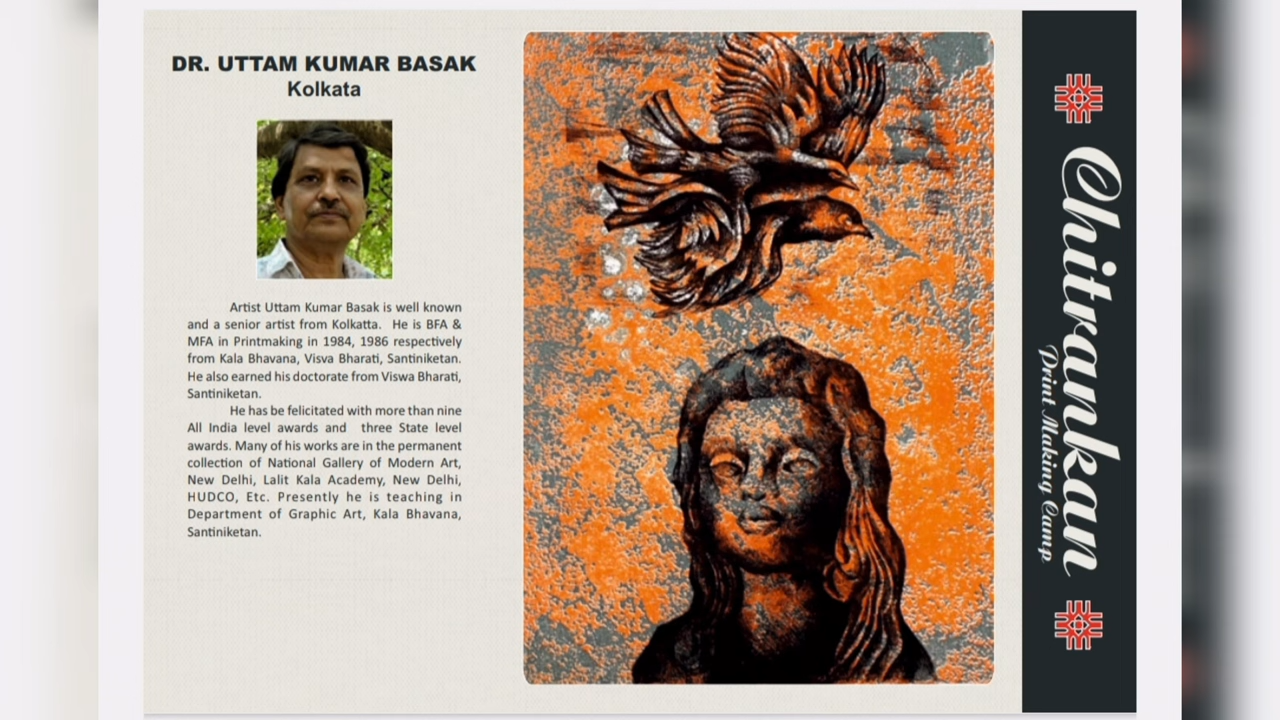 DR. UTTAM KUMAR BASAK
Kolkata
Artist Uttam Kumar Basak is well known
and a senior artist from Kolkatta. He is BFA &
MFA in Printmaking in 1984, 1986 respectively
from Kala Bhavana, Visva Bharati, Santiniketan.
He also earned his doctorate from Viswa Bharati,
Santiniketan.
He has be felicitated with more than nine
All India level awards and three State level
awards. Many of his works are in the permanent
collection of National Gallery of Modern Art,
New Delhi, Lalit Kala Academy, New Delhi,
HUDCO, Etc. Presently he is teaching in
Department of Graphic Art, Kala Bhavana,
Santiniketan.
Chitrankan
Print Making Camp